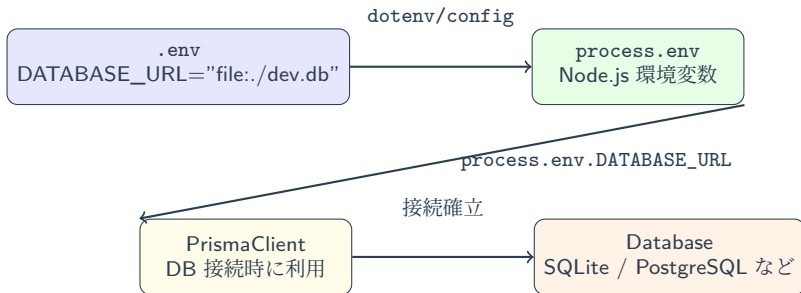 dotenv/config
.env
DATABASE_URL=”file:./dev.db”
process.env
Node.js 環境変数
process.env.DATABASE_URL
接続確立
PrismaClient
DB 接続時に利用
Database
SQLite / PostgreSQL など